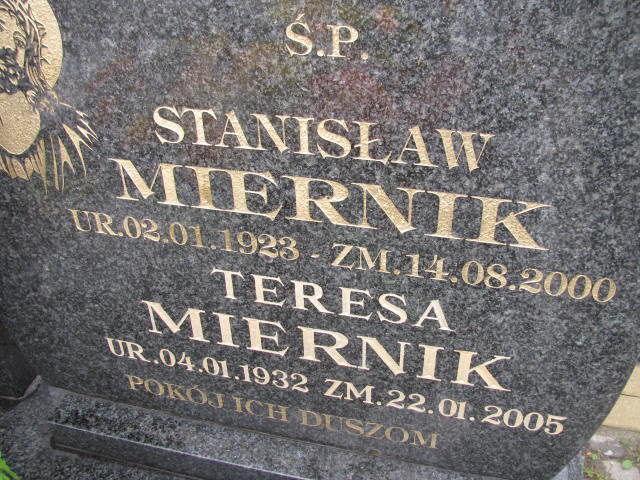 Ś.P.
STANISŁAW
MIERNIK
UR.02.01.1923 - ZM.14.08.2000
TERESA
MIERNIK
UR.04.01.1932 ZM.22.01.2005
POKÓJ ICH DUSZOM